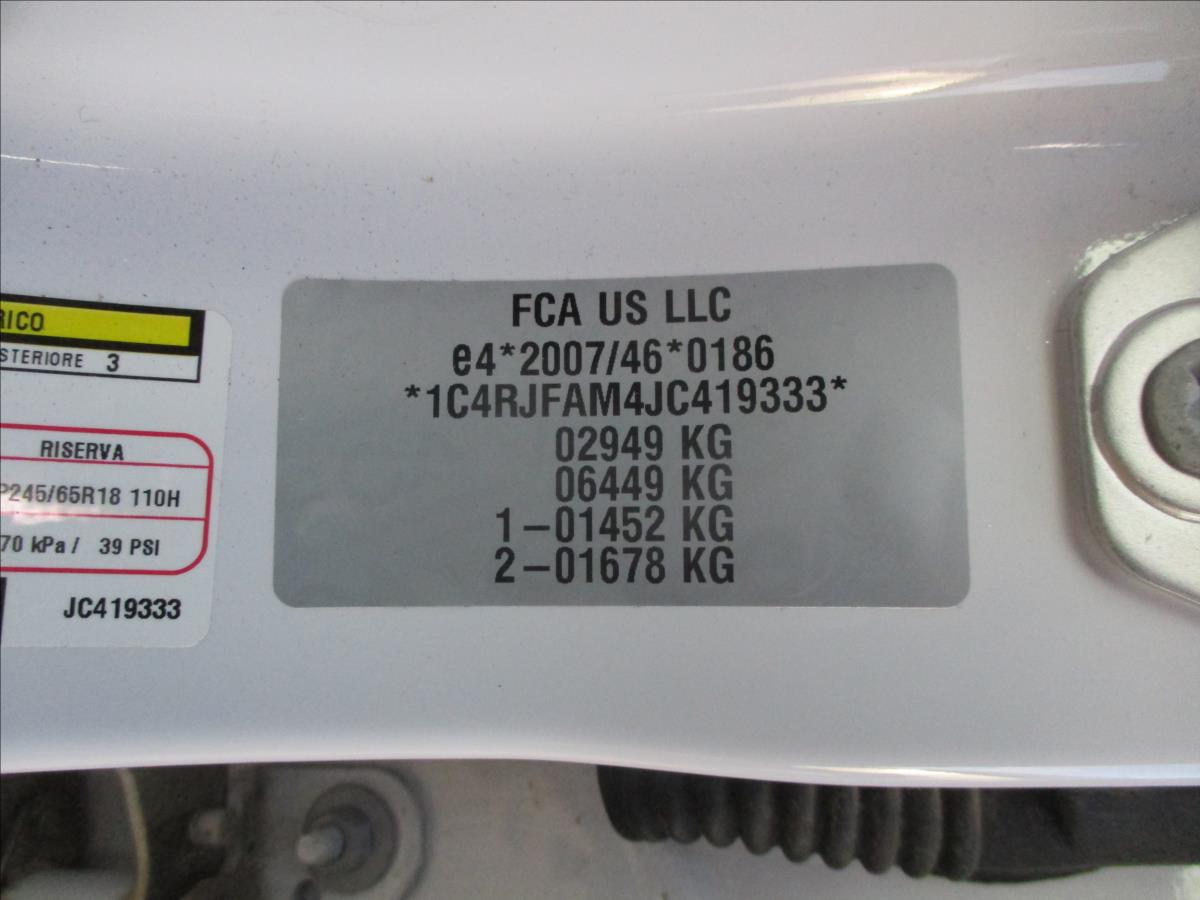 RICO
STERIORE 3
RISERVA
P245/65R18 110H
70 kPa / 39 PSI
JC419333
FCA US LLC
e4*2007/46*0186
*1C4RJFAM4JC419333*
02949 KG
06449 KG
1-01452 KG
2-01678 KG